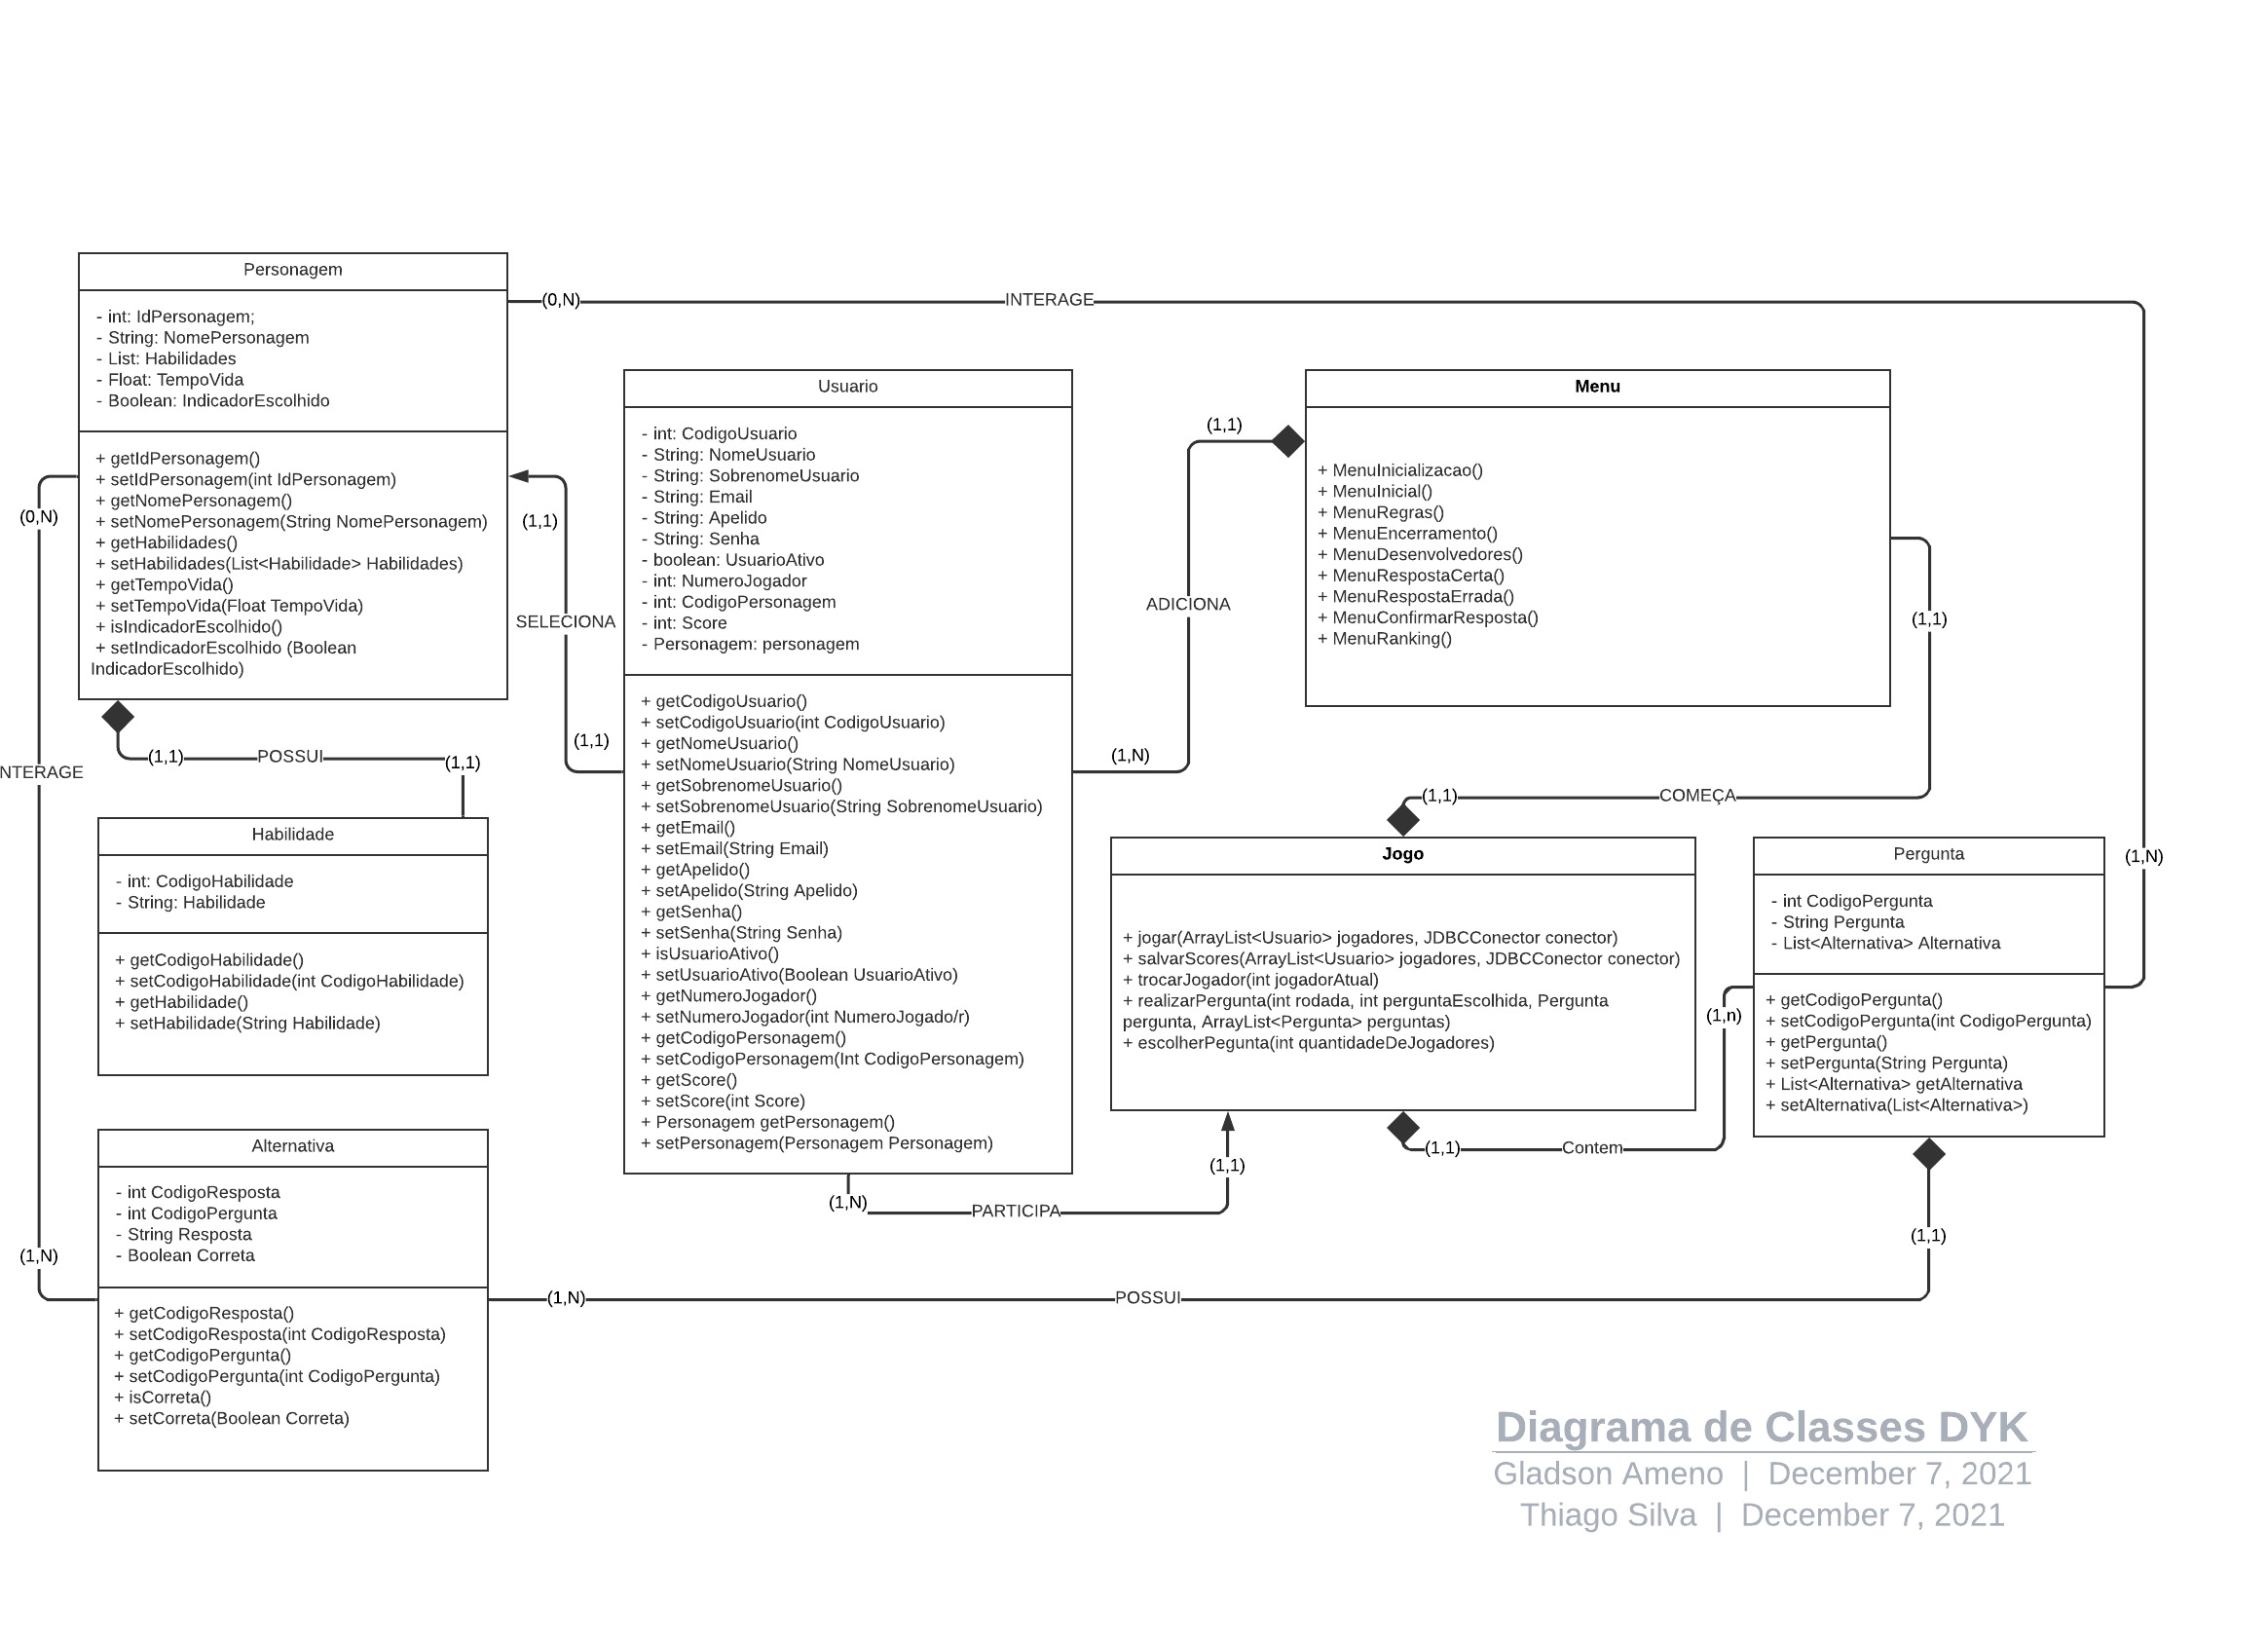 Personagem
- int: IdPersonagem;
- String: NomePersonagem
- List: Habilidades
- Float: TempoVida
- Boolean: IndicadorEscolhido
+ getIdPersonagem()
+ setIdPersonagem(int IdPersonagem)
+ getNomePersonagem()
+ setNomePersonagem(String NomePersonagem)
+ getHabilidades()
+ setHabilidades(List<Habilidade> Habilidades)
+ getTempoVida()
+ setTempoVida(Float TempoVida)
+ isIndicadorEscolhido()
+ setIndicadorEscolhido (Boolean
IndicadorEscolhido)
(0,N)
INTERAGE
(1,N)
(0,N)
NTERAGE
(1,N)
(1,1)
POSSUI
(1,1)
Habilidade
- int: CodigoHabilidade
- String: Habilidade
+ getCodigoHabilidade()
+ setCodigoHabilidade(int CodigoHabilidade)
+ getHabilidade()
+ setHabilidade(String Habilidade)
Alternativa
- int CodigoResposta
- int CodigoPergunta
- String Resposta
- Boolean Correta
+ getCodigoResposta()
+ setCodigoResposta(int CodigoResposta)
+ getCodigoPergunta()
+ setCodigoPergunta(int CodigoPergunta)
+ isCorreta()
+ setCorreta(Boolean Correta)
(1,1)
SELECIONA
(1,1)
Usuario
- int: CodigoUsuario
- String: NomeUsuario
- String: SobrenomeUsuario
- String: Email
- String: Apelido
- String: Senha
- boolean: UsuarioAtivo
- int: NumeroJogador
- int: CodigoPersonagem
- int: Score
- Personagem: personagem
+ getCodigoUsuario()
+ setCodigoUsuario(int CodigoUsuario)
+ getNomeUsuario()
+ setNomeUsuario(String NomeUsuario)
+ getSobrenomeUsuario()
+ setSobrenomeUsuario(String SobrenomeUsuario)
+ getEmail()
+ setEmail(String Email)
+ getApelido()
+ setApelido(String Apelido)
+ getSenha()
+ setSenha(String Senha)
+ isUsuarioAtivo()
+ setUsuarioAtivo(Boolean UsuarioAtivo)
+ getNumeroJogador()
+ setNumeroJogador(int NumeroJogado/r)
+ getCodigoPersonagem()
+ setCodigoPersonagem(Int CodigoPersonagem)
+ getScore()
+ setScore(int Score)
+ Personagem getPersonagem()
+ setPersonagem(Personagem Personagem)
(1,1)
ADICIONA
(1,N)
Menu
+ MenuInicializacao()
+ MenuInicial()
+ MenuRegras()
+ MenuEncerramento()
+ MenuDesenvolvedores()
+ MenuRespostaCerta()
+ MenuRespostaErrada()
+ MenuConfirmarResposta()
+ MenuRanking()
(1,1)
(1,1)
COMEÇA
Jogo
+ jogar(ArrayList<Usuario> jogadores, JDBCConector conector)
+ salvarScores(ArrayList<Usuario> jogadores, JDBCConector conector)
+ trocarJogador(int jogadorAtual)
+ realizarPergunta(int rodada, int perguntaEscolhida, Pergunta
pergunta, ArrayList<Pergunta> perguntas)
+ escolherPegunta(int quantidadeDeJogadores)
Pergunta
- int CodigoPergunta
- String Pergunta
- List<Alternativa> Alternativa
+ getCodigoPergunta()
+ setCodigoPergunta(int CodigoPergunta)
+ getPergunta()
+ setPergunta(String Pergunta)
+ List<Alternativa> getAlternativa
+ setAlternativa(List<Alternativa>)
(1,n)
(1,1)
Contem
(1,N)
PARTICIPA
(1,1)
(1,N)
POSSUI
(1,1)
Diagrama de Classes DYK
Gladson Ameno | December 7, 2021
Thiago Silva | December 7, 2021